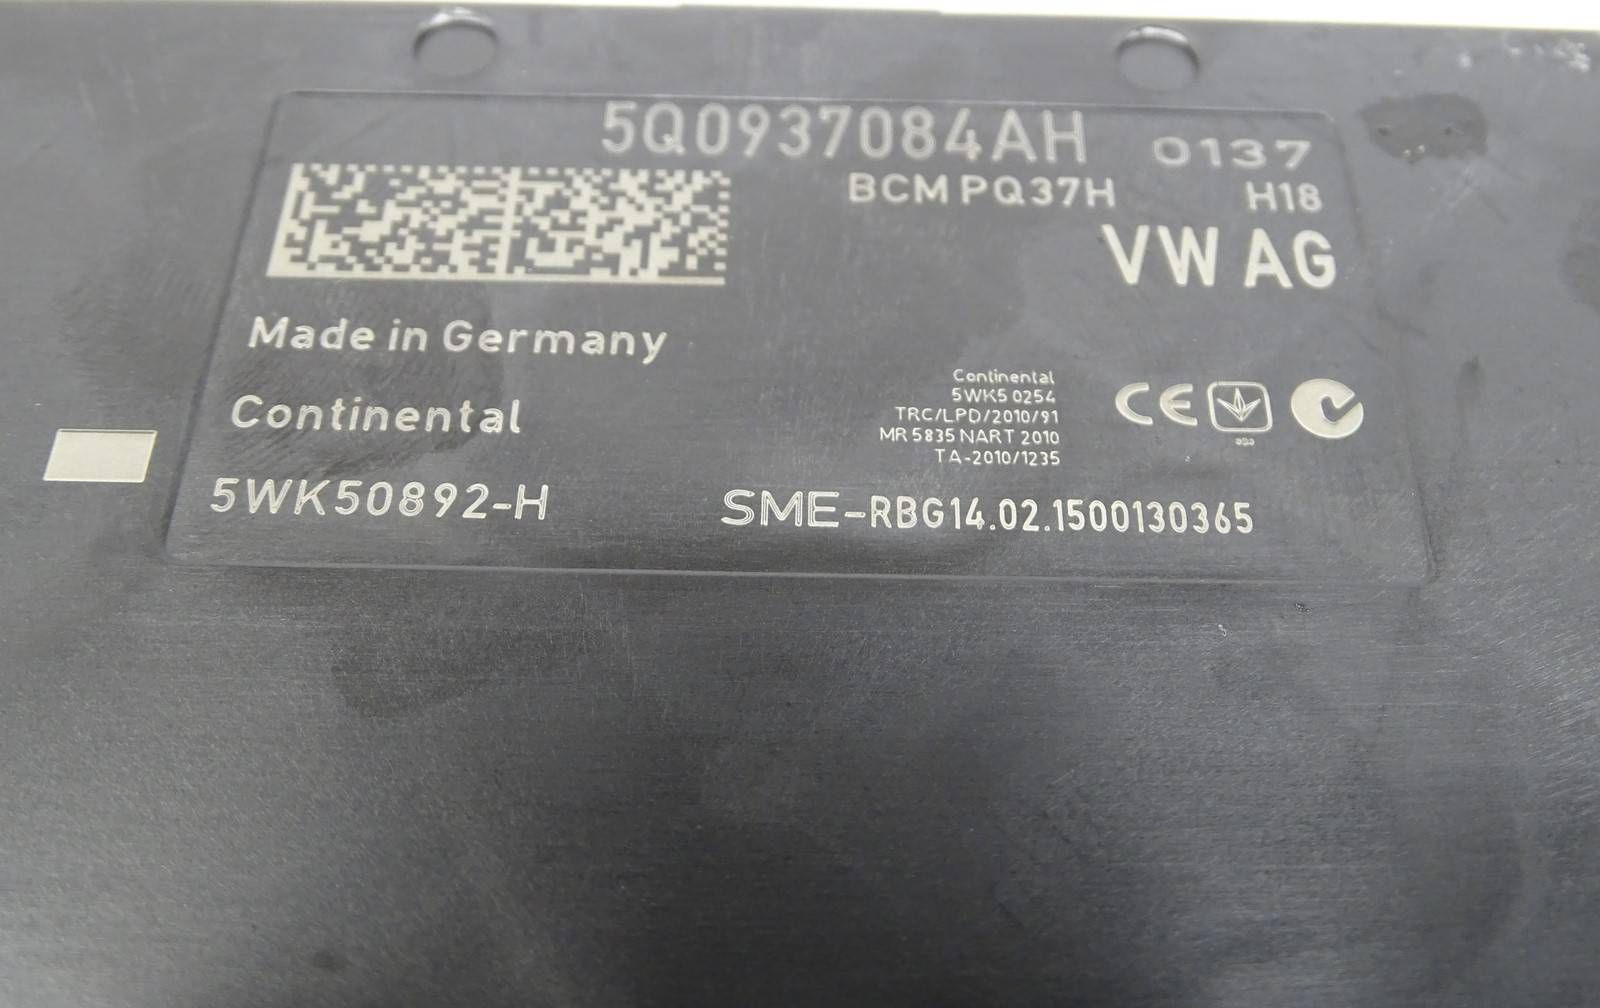 5Q0937084AH 0137
BCM PQ37H H18
VW AG
Made in Germany
Continental
5WK50892-H
Continental
5WK5 0254
TRC/LPD/2010/91
MR 5835 NART 2010
TA-2010/1235
CE
SME-RBG14.02.1500130365